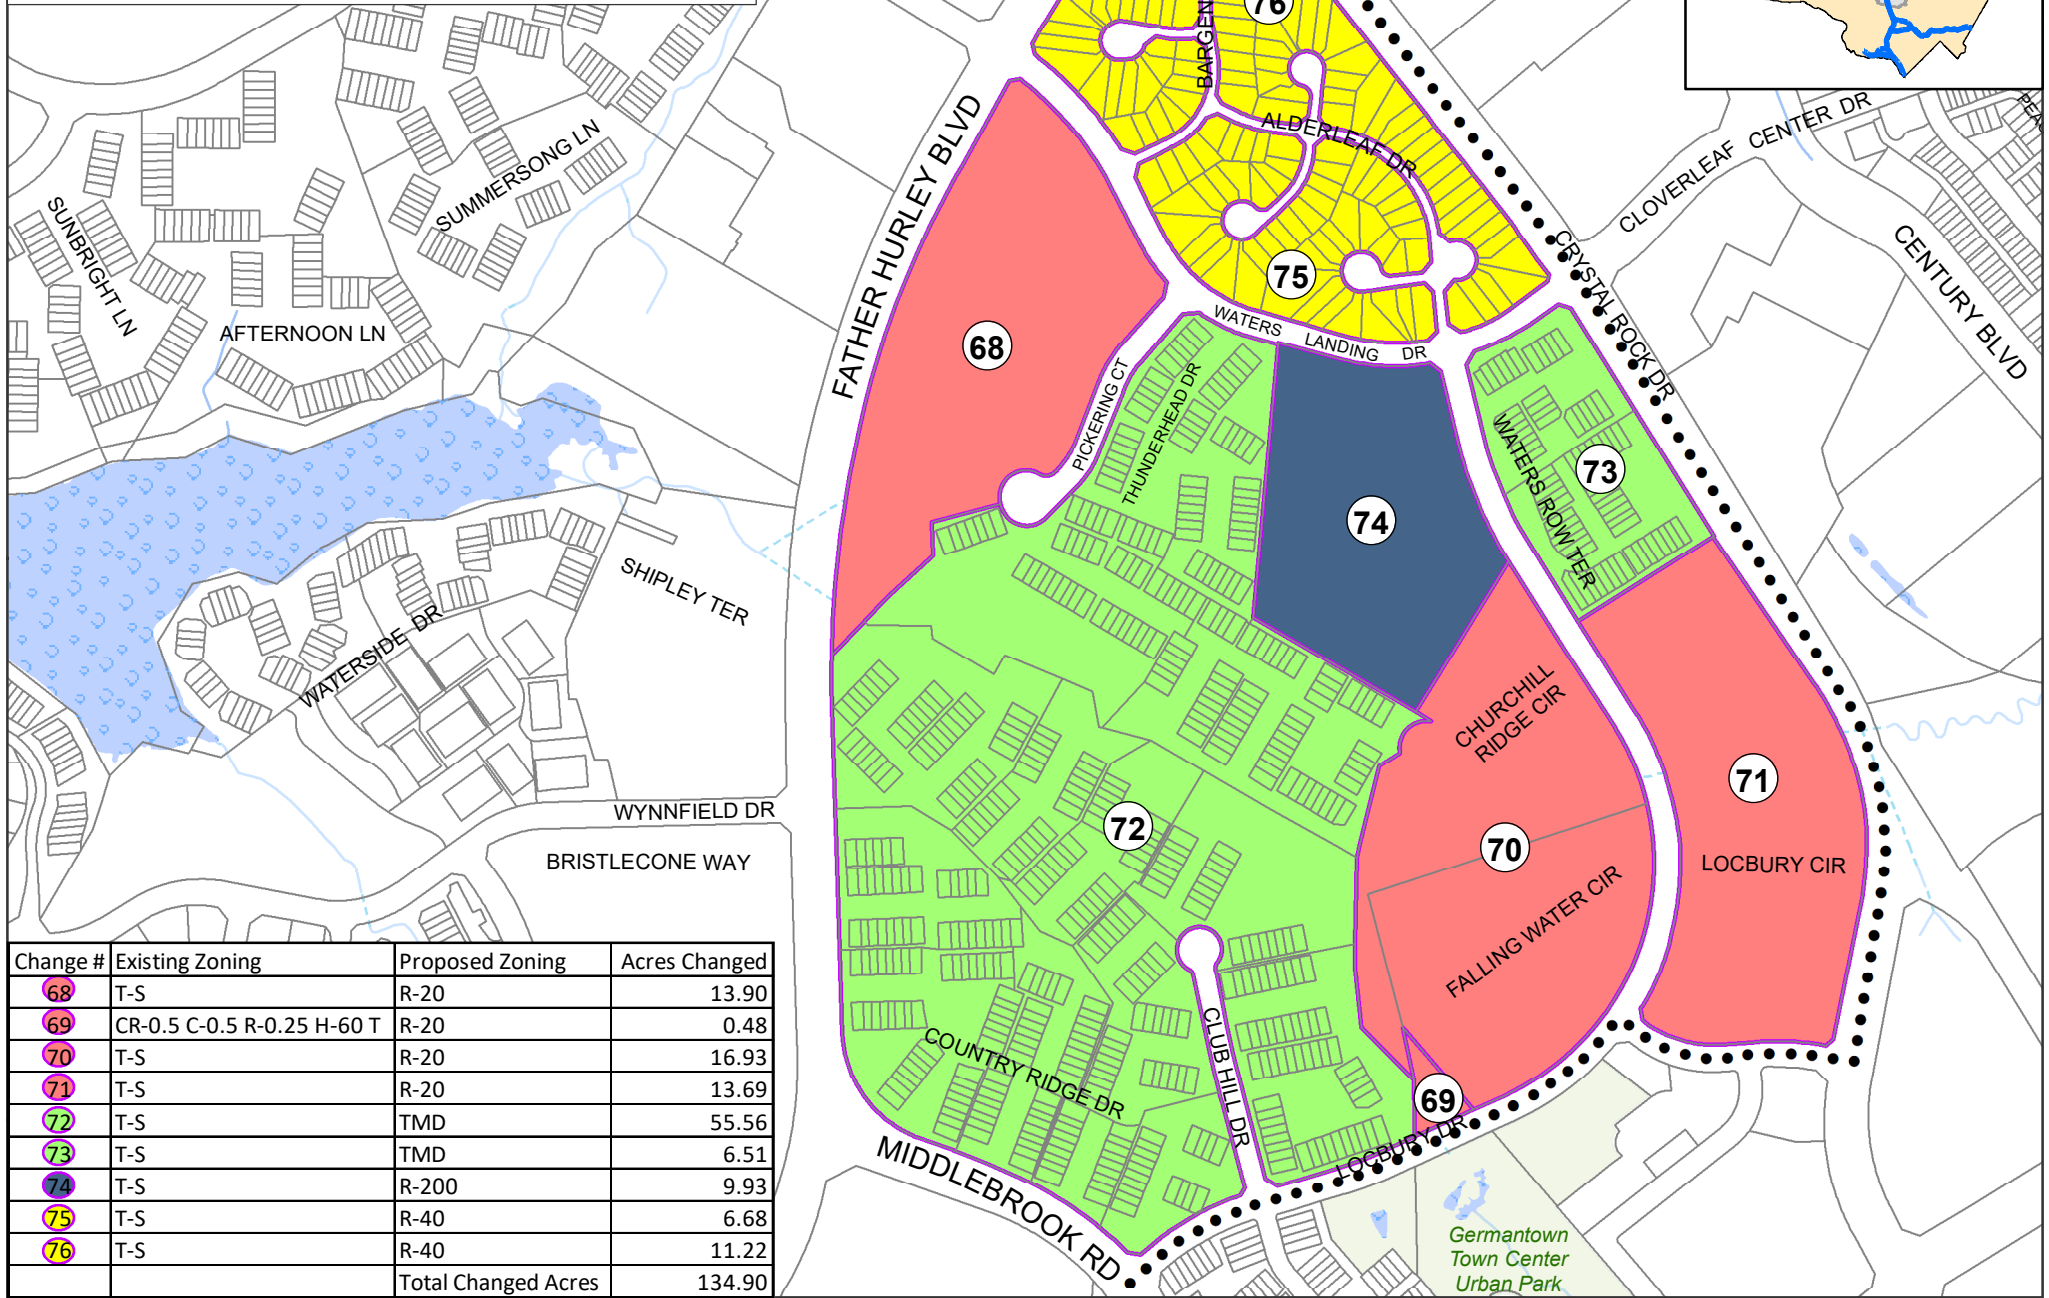 76
BARGEN
ALDERLEAF DR
CLOVERLEAF CENTER DR
FATHER HURLEY BLVD
SUMMERSONG LN
SUNBRIGHT LN
AFTERNOON LN
CRYSTAL ROCK DR
CENTURY BLVD
75
WATERS LANDING DR
68
PICKERING CT
THUNDERHEAD DR
73
WATERS ROW TER
74
SHIPLEY TER
WATERSIDE DR
CHURCHILL
RIDGE CIR
71
72
70
WYNNFIELD DR
BRISTLECONE WAY
LOCBURY CIR
FALLING WATER CIR
COUNTRY RIDGE DR
CLUB HILL DR
69
LOCBURY DR
MIDDLEBROOK RD
Germantown
Town Center
Urban Park
Change # Existing Zoning Proposed Zoning Acres Changed
68 T-S R-20 13.90
69 CR-0.5 C-0.5 R-0.25 H-60 T R-20 0.48
70 T-S R-20 16.93
71 T-S R-20 13.69
72 T-S TMD 55.56
73 T-S TMD 6.51
74 T-S R-200 9.93
75 T-S R-40 6.68
76 T-S R-40 11.22
Total Changed Acres 134.90